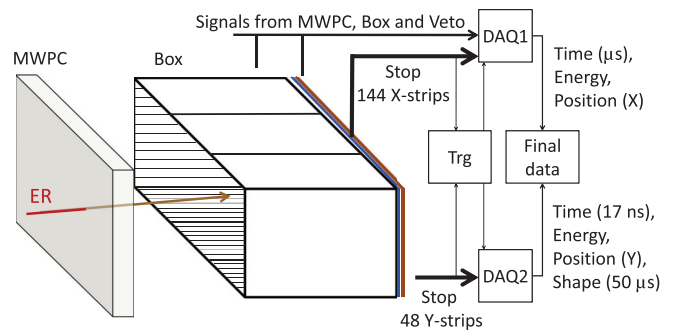 Signals from MWPC, Box and Veto
DAQ1
MWPC
Box
Stop
144 X-strips
Time (μs),
Energy,
Position (X)
Trg
Final
data
ER
Time (17 ns),
Energy,
Position (Y),
Shape (50 μs)
DAQ2
Stop
48 Y-strips